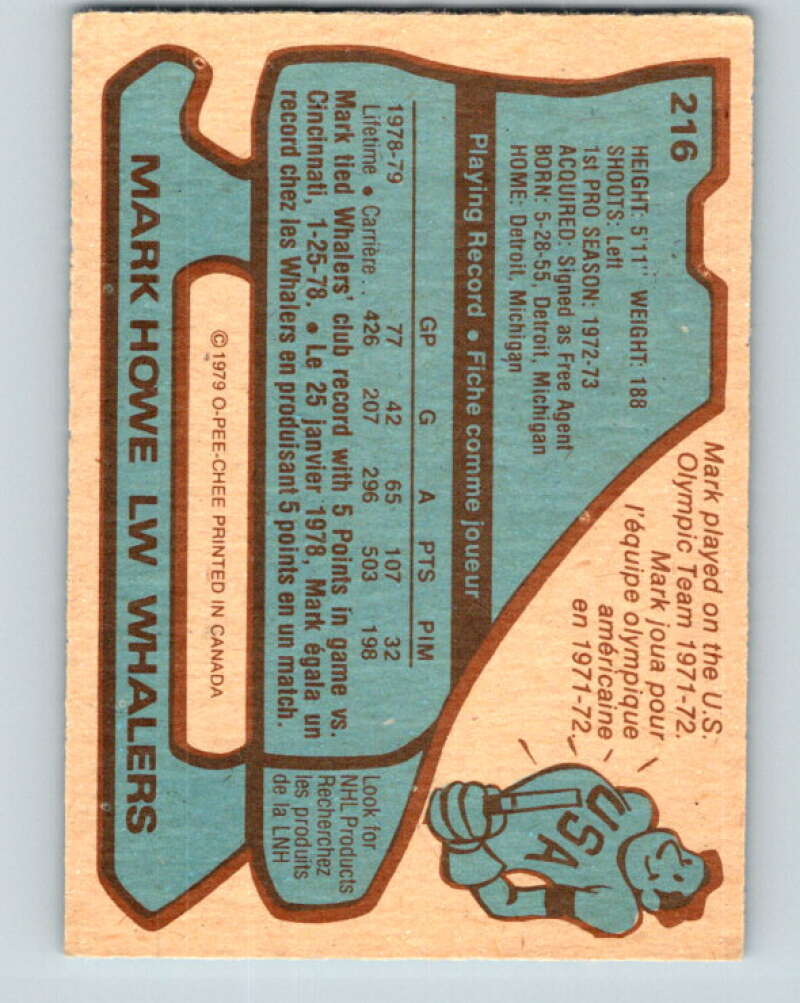 216
HEIGHT: 5'11" WEIGHT: 188
SHOOTS: Left
1st PRO SEASON: 1972-73
ACQUIRED: Signed as Free Agent
BORN: 5-28-55, Detroit, Michigan
HOME: Detroit, Michigan
Mark played on the U.S.
Olympic Team 1971-72.
Mark joua pour
l'équipe olympique
américaine
en 1971-72.
USA
Playing Record • Fiche comme joueur
GP G A PTS PIM
1978-79 77 42 65 107 32
Lifetime • Carrière .. 426 207 296 503 198
Mark tied Whalers' club record with 5 Points in game vs.
Cincinnati, 1-25-78. • Le 25 janvier 1978, Mark égala un
record chez les Whalers en produisant 5 points en un match.
Look for
NHL Products
Recherchez
les produits
de la LNH
© 1979 O-PEE-CHEE PRINTED IN CANADA
MARK HOWE LW WHALERS